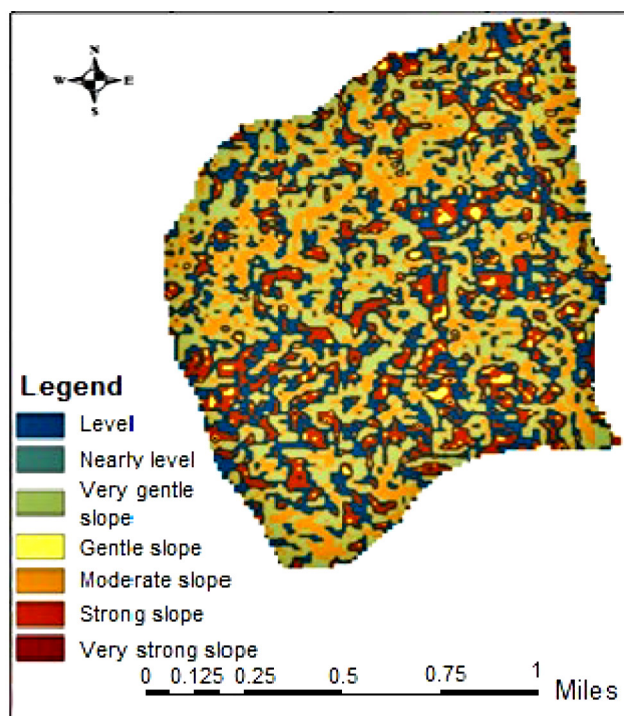 N
W E
S
Legend
Level
Nearly level
Very gentle
slope
Gentle slope
Moderate slope
Strong slope
Very strong slope
0 0.125 0.25 0.5 0.75 1
Miles